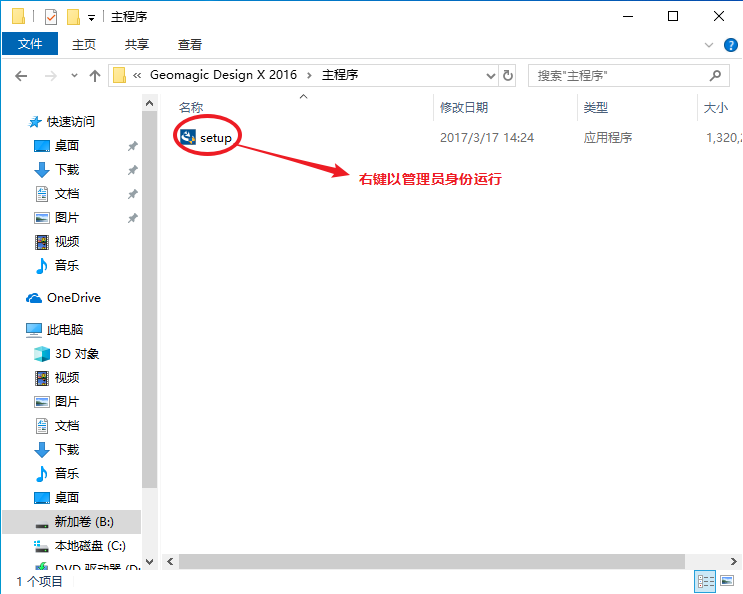 主程序
文件 主页 共享 查看
« Geomagic Design X 2016 › 主程序 搜索"主程序"
名称 修改日期 类型 大小
setup 2017/3/17 14:24 应用程序 1,320,
右键以管理员身份运行
快速访问
桌面
下载
文档
图片
视频
音乐
OneDrive
此电脑
3D 对象
视频
图片
文档
下载
音乐
桌面
新加卷 (B:)
本地磁盘 (C:)
DVD 驱动器 (D:
1 个项目